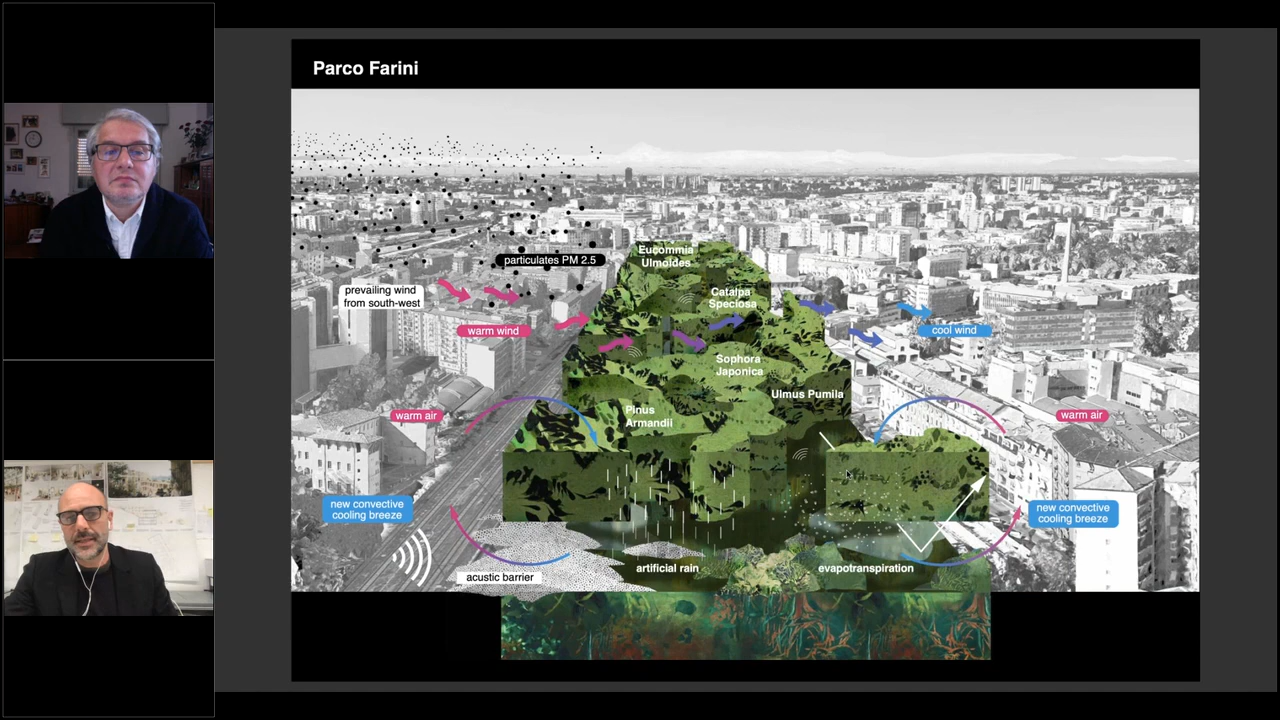 Parco Farini
Eucommia
Ulmoides
particulates PM 2.5
prevailing wind
from south-west
Catalpa
Speciosa
warm wind
cool wind
Sophora
Japonica
Ulmus Pumila
warm air
Pinus
Armandii
warm air
new convective
cooling breeze
new convective
cooling breeze
acustic barrier
artificial rain
evapotranspiration